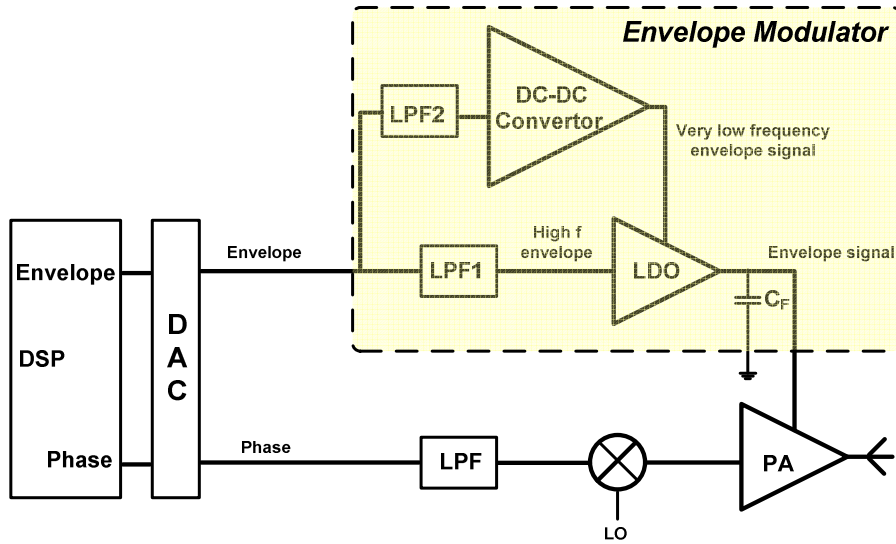 Envelope Modulator
LPF2
DC-DC
Convertor
Very low frequency
envelope signal
Envelope
DSP
Phase
D
A
C
Envelope
LPF1
High f
envelope
LDO
Envelope signal
CF
Phase
LPF
LO
PA